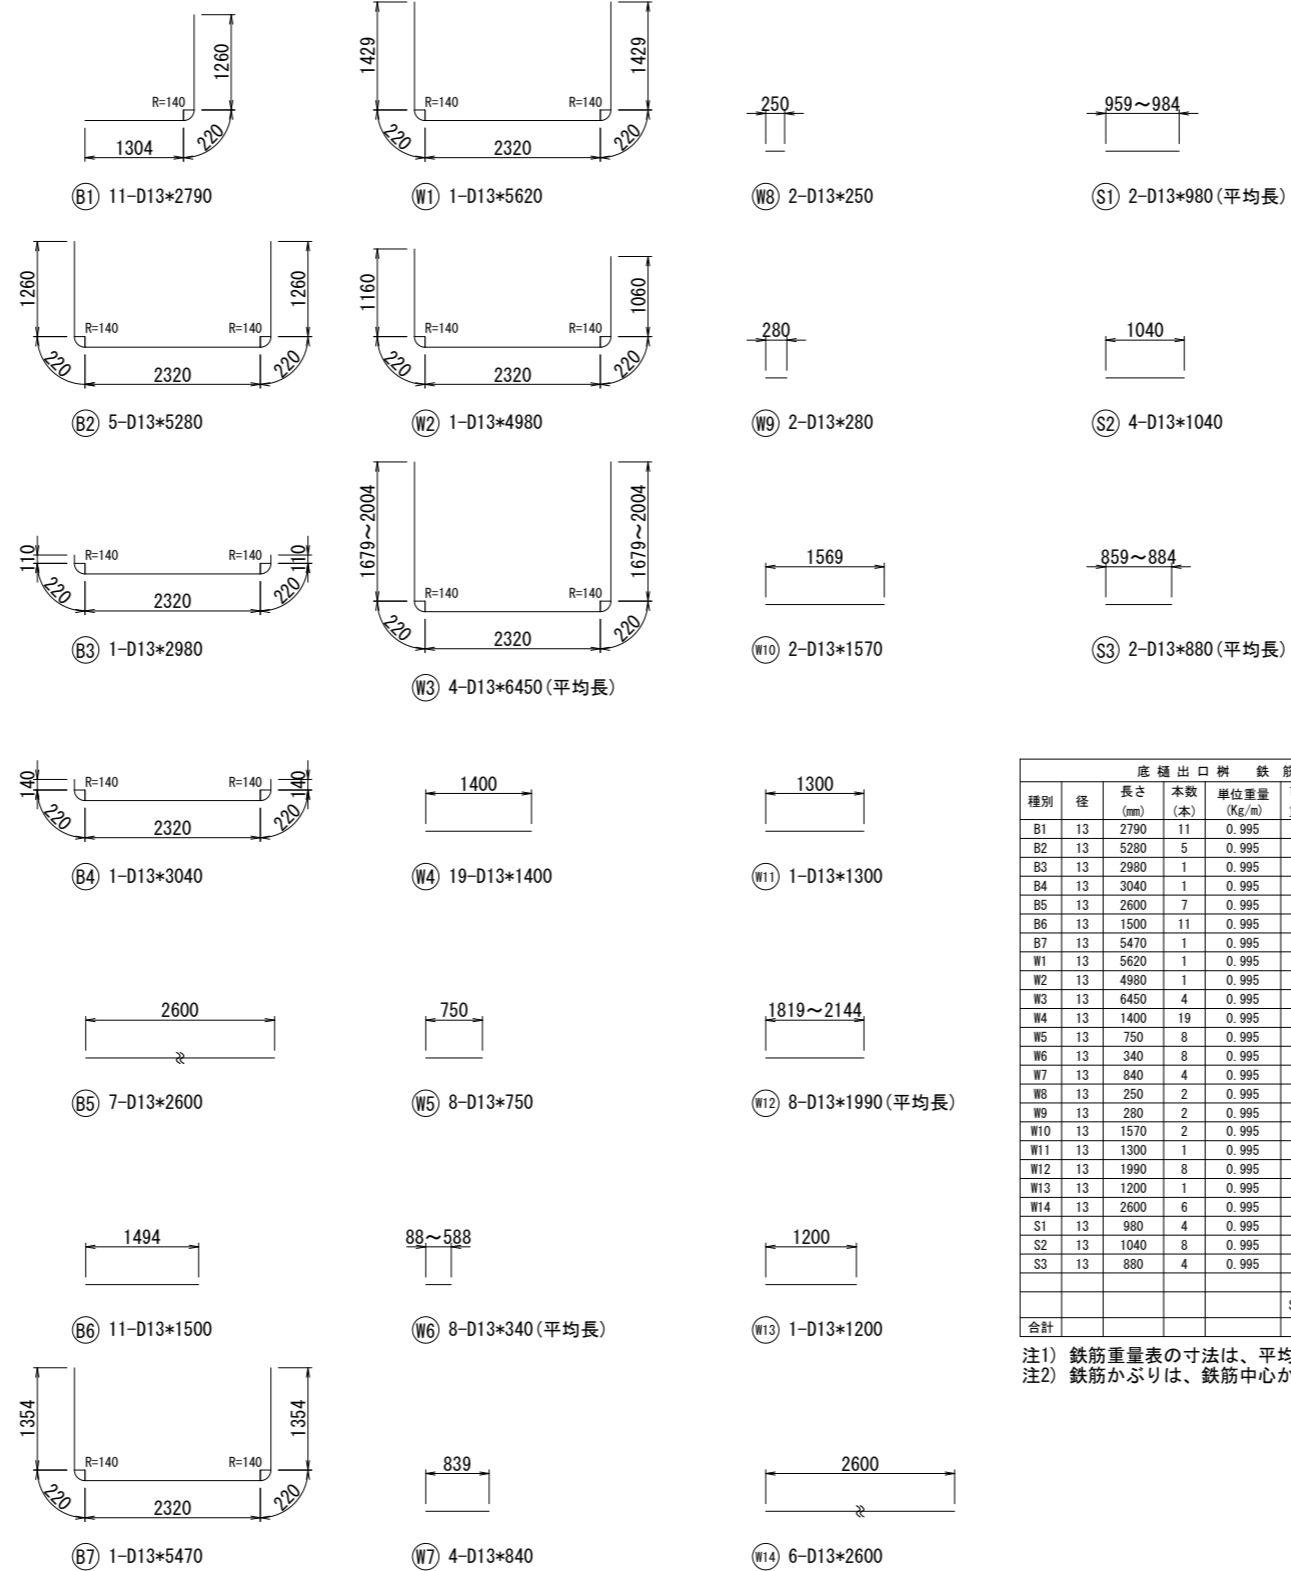 1260
R=140
1304
220
B1 11-D13*2790
1260
1260
R=140
R=140
220
2320
220
B2 5-D13*5280
110
R=140
R=140
110
220
2320
220
B3 1-D13*2980
140
R=140
R=140
140
220
2320
220
B4 1-D13*3040
2600
B5 7-D13*2600
1494
B6 11-D13*1500
1354
1354
R=140
R=140
220
2320
220
B7 1-D13*5470
1429
1429
R=140
R=140
220
2320
220
W1 1-D13*5620
1160
1060
R=140
R=140
220
2320
220
W2 1-D13*4980
1679～2004
1679～2004
R=140
R=140
220
2320
220
W3 4-D13*6450(平均長)
1400
W4 19-D13*1400
750
W5 8-D13*750
88～588
W6 8-D13*340(平均長)
839
W7 4-D13*840
250
W8 2-D13*250
280
W9 2-D13*280
1569
W10 2-D13*1570
1300
W11 1-D13*1300
1819～2144
W12 8-D13*1990(平均長)
1200
W13 1-D13*1200
2600
W14 6-D13*2600
959～984
S1 2-D13*980(平均長)
1040
S2 4-D13*1040
859～884
S3 2-D13*880(平均長)
底樋出口桝 鉄
種別 径 長さ(mm) 本数(本) 単位重量(Kg/m)
B1 13 2790 11 0.995
B2 13 5280 5 0.995
B3 13 2980 1 0.995
B4 13 3040 1 0.995
B5 13 2600 7 0.995
B6 13 1500 11 0.995
B7 13 5470 1 0.995
W1 13 5620 1 0.995
W2 13 4980 1 0.995
W3 13 6450 4 0.995
W4 13 1400 19 0.995
W5 13 750 8 0.995
W6 13 340 8 0.995
W7 13 840 4 0.995
W8 13 250 2 0.995
W9 13 280 2 0.995
W10 13 1570 2 0.995
W11 13 1300 1 0.995
W12 13 1990 8 0.995
W13 13 1200 1 0.995
W14 13 2600 6 0.995
S1 13 980 4 0.995
S2 13 1040 8 0.995
S3 13 880 4 0.995
合計
注1) 鉄筋重量表の寸法は、平均
注2) 鉄筋かぶりは、鉄筋中心か